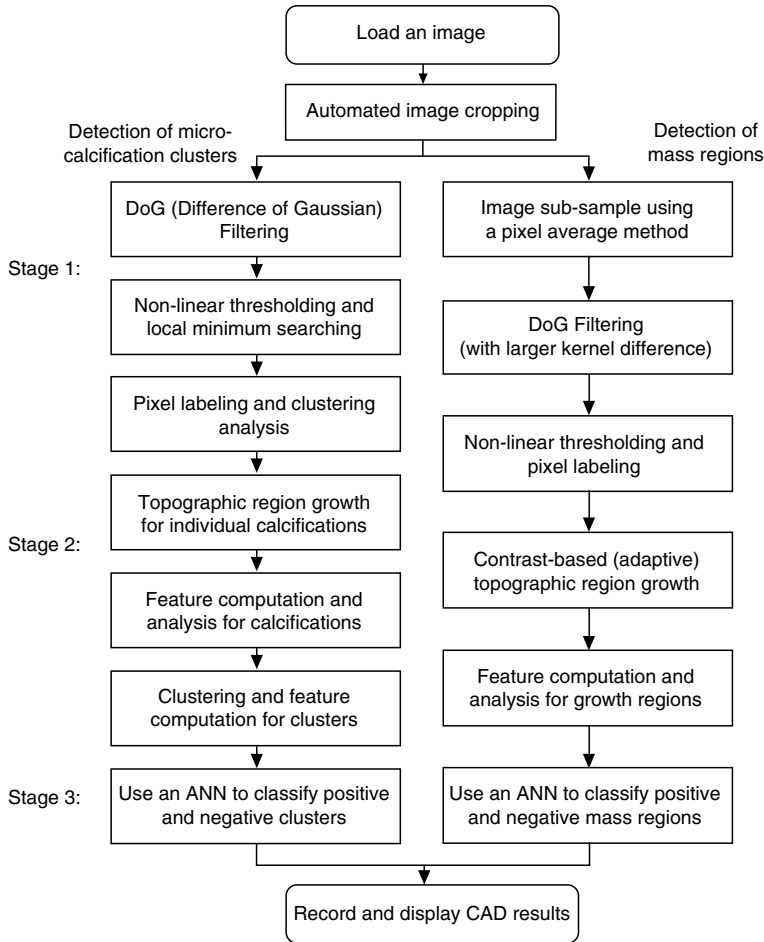 Load an image
Automated image cropping
Detection of micro-
calcification clusters
Detection of
mass regions
Stage 1:
DoG (Difference of Gaussian)
Filtering
Non-linear thresholding and
local minimum searching
Pixel labeling and clustering
analysis
Stage 2:
Topographic region growth
for individual calcifications
Feature computation and
analysis for calcifications
Clustering and feature
computation for clusters
Stage 3:
Use an ANN to classify positive
and negative clusters
Image sub-sample using
a pixel average method
DoG Filtering
(with larger kernel difference)
Non-linear thresholding and
pixel labeling
Contrast-based (adaptive)
topographic region growth
Feature computation and
analysis for growth regions
Use an ANN to classify positive
and negative mass regions
Record and display CAD results